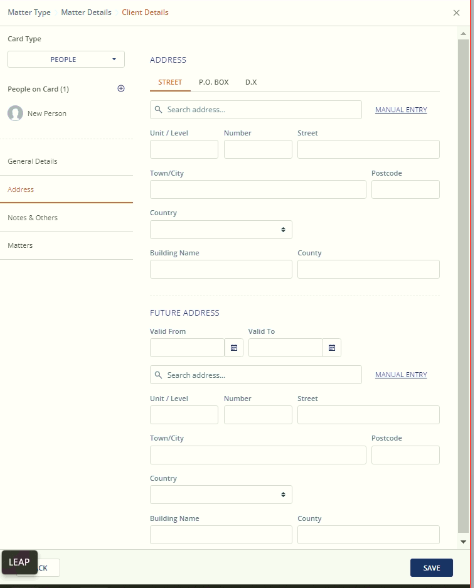 Matter Type Matter Details Client Details
Card Type
PEOPLE
People on Card (1)
New Person
General Details
Address
Notes & Others
Matters
ADDRESS
STREET P.O. BOX D.X
Search address... MANUAL ENTRY
Unit / Level Number Street
Town/City Postcode
Country
Building Name County
FUTURE ADDRESS
Valid From Valid To
Search address... MANUAL ENTRY
Unit / Level Number Street
Town/City Postcode
Country
Building Name County
LEAP
CK
SAVE